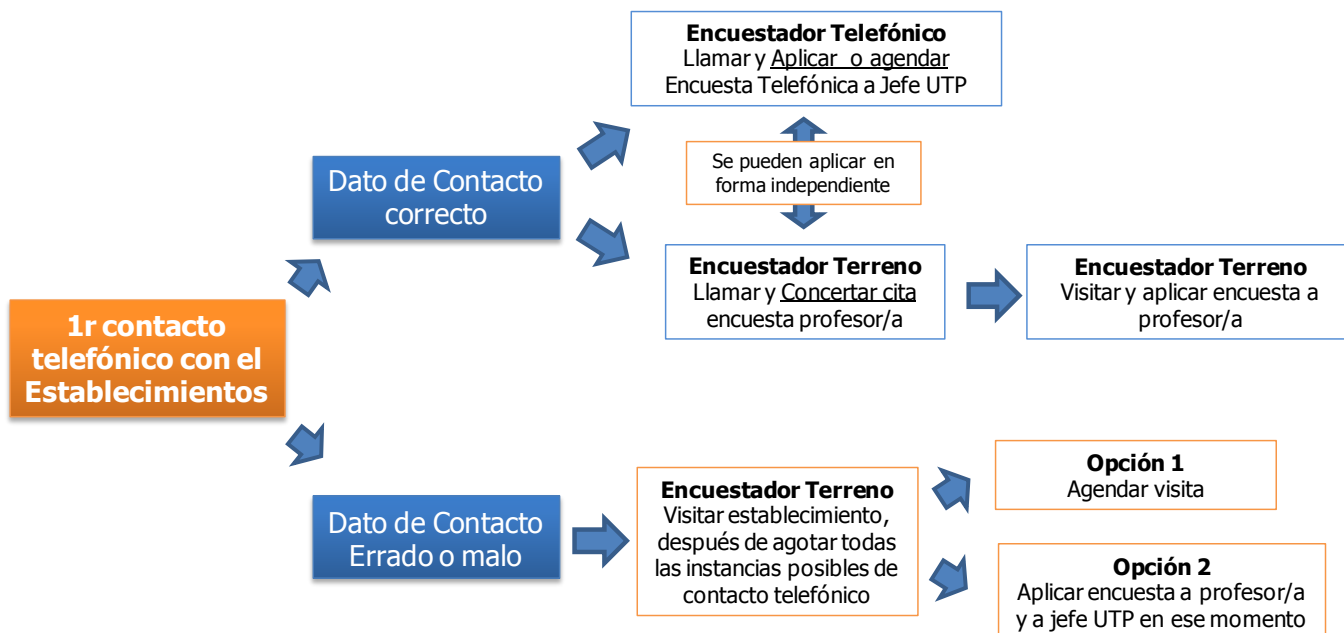 Encuestador Telefónico
Llamar y Aplicar o agendar
Encuesta Telefónica a Jefe UTP
Se pueden aplicar en
forma independiente
Dato de Contacto
correcto
Encuestador Terreno
Llamar y Concertar cita
encuesta profesor/a
Encuestador Terreno
Visitar y aplicar encuesta a
profesor/a
1r contacto
telefónico con el
Establecimientos
Dato de Contacto
Errado o malo
Encuestador Terreno
Visitar establecimiento,
después de agotar todas
las instancias posibles de
contacto telefónico
Opción 1
Agendar visita
Opción 2
Aplicar encuesta a profesor/a
y a jefe UTP en ese momento